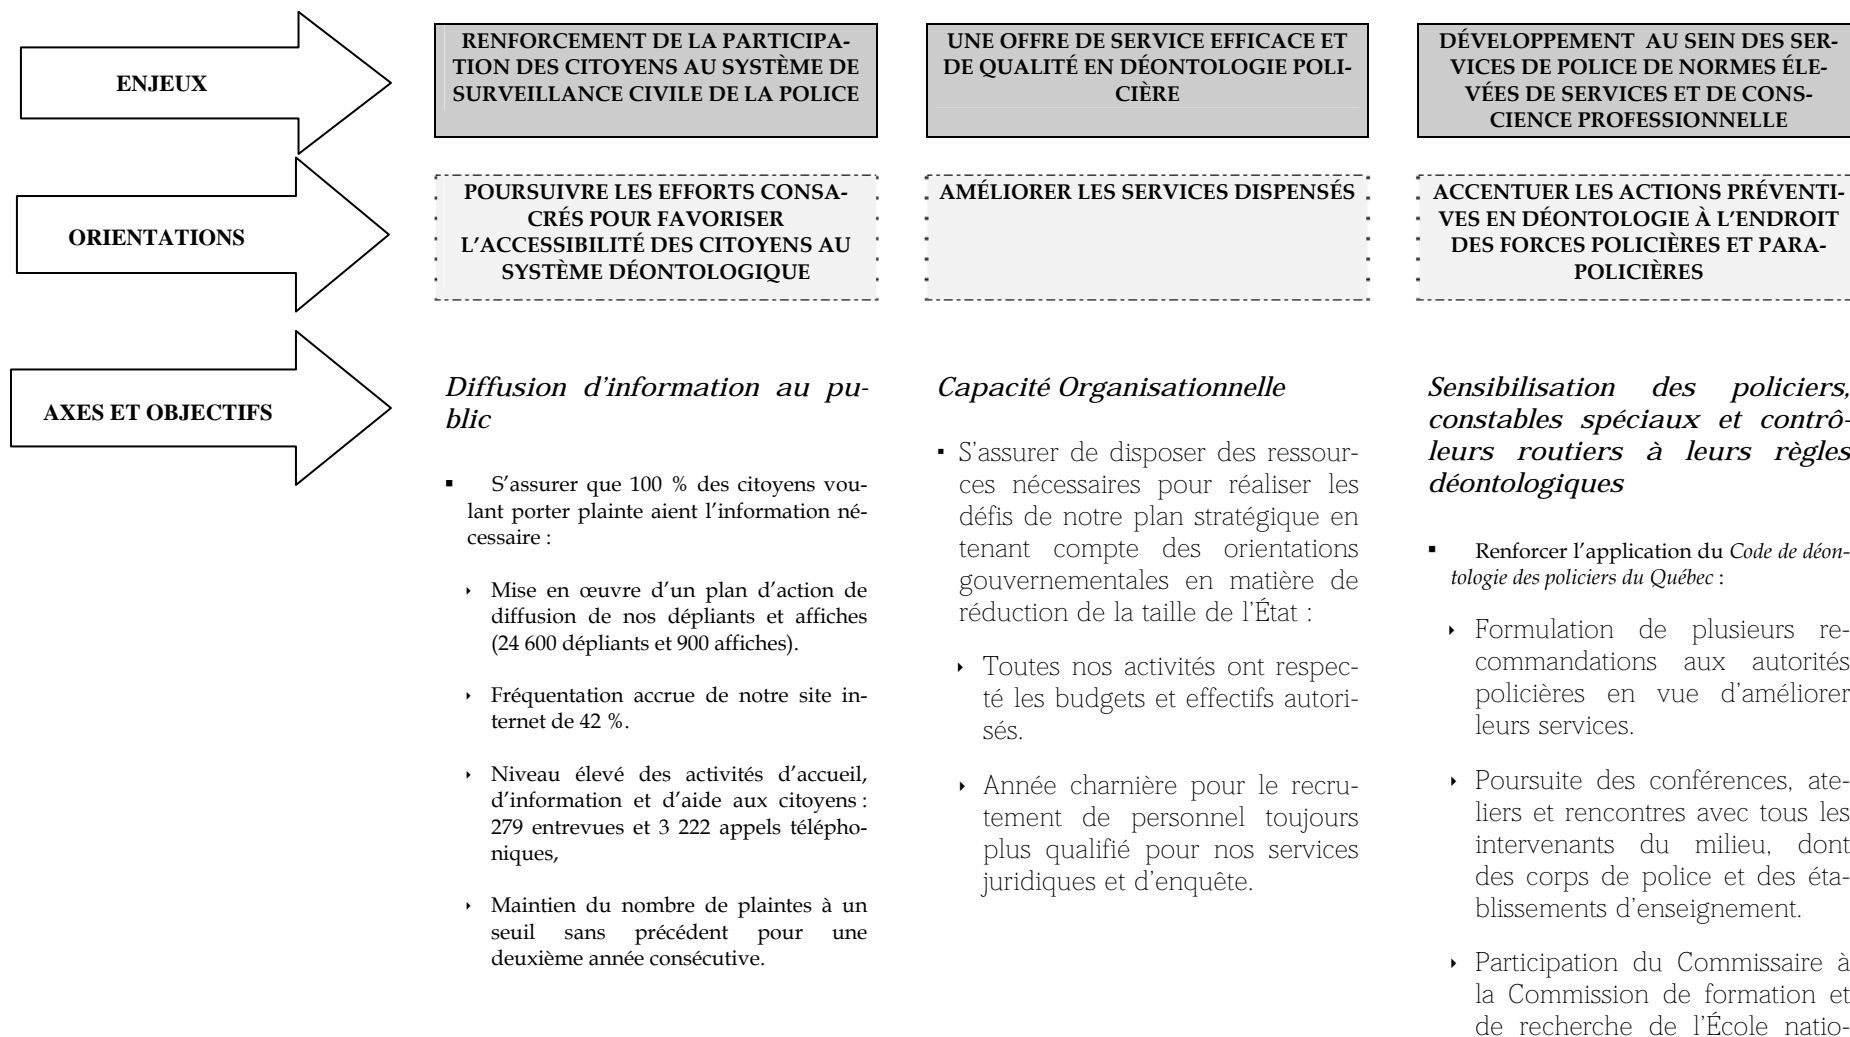 ENJEUX
RENFORCEMENT DE LA PARTICIPA-
TION DES CITOYENS AU SYSTÈME DE
SURVEILLANCE CIVILE DE LA POLICE
UNE OFFRE DE SERVICE EFFICACE ET
DE QUALITÉ EN DÉONTOLOGIE POLI-
CIÈRE
DÉVELOPPEMENT AU SEIN DES SER-
VICES DE POLICE DE NORMES ÉLE-
VÉES DE SERVICES ET DE CONS-
CIENCE PROFESSIONNELLE
ORIENTATIONS
POURSUIVRE LES EFFORTS CONSA-
CRÉS POUR FAVORISER
L’ACCESSIBILITÉ DES CITOYENS AU
SYSTÈME DÉONTOLOGIQUE
AMÉLIORER LES SERVICES DISPENSÉS
ACCENTUER LES ACTIONS PRÉVENTI-
VES EN DÉONTOLOGIE À L’ENDROIT
DES FORCES POLICIÈRES ET PARA-
POLICIÈRES
AXES ET OBJECTIFS
Diffusion d’information au pu-
blic
▪ S’assurer que 100 % des citoyens vou-
lant porter plainte aient l’information né-
cessaire :
‣ Mise en œuvre d’un plan d’action de
diffusion de nos dépliants et affiches
(24 600 dépliants et 900 affiches).
‣ Fréquentation accrue de notre site in-
ternet de 42 %.
‣ Niveau élevé des activités d’accueil,
d’information et d’aide aux citoyens :
279 entrevues et 3 222 appels télépho-
niques,
‣ Maintien du nombre de plaintes à un
seuil sans précédent pour une
deuxième année consécutive.
Capacité Organisationnelle
▪ S’assurer de disposer des ressour-
ces nécessaires pour réaliser les
défis de notre plan stratégique en
tenant compte des orientations
gouvernementales en matière de
réduction de la taille de l’État :
‣ Toutes nos activités ont respec-
té les budgets et effectifs autori-
sés.
‣ Année charnière pour le recru-
tement de personnel toujours
plus qualifié pour nos services
juridiques et d’enquête.
Sensibilisation des policiers,
constables spéciaux et contrô-
leurs routiers à leurs règles
déontologiques
▪ Renforcer l’application du Code de déon-
tologie des policiers du Québec :
‣ Formulation de plusieurs re-
commandations aux autorités
policières en vue d’améliorer
leurs services.
‣ Poursuite des conférences, ate-
liers et rencontres avec tous les
intervenants du milieu, dont
des corps de police et des éta-
blissements d’enseignement.
‣ Participation du Commissaire à
la Commission de formation et
de recherche de l’École natio-